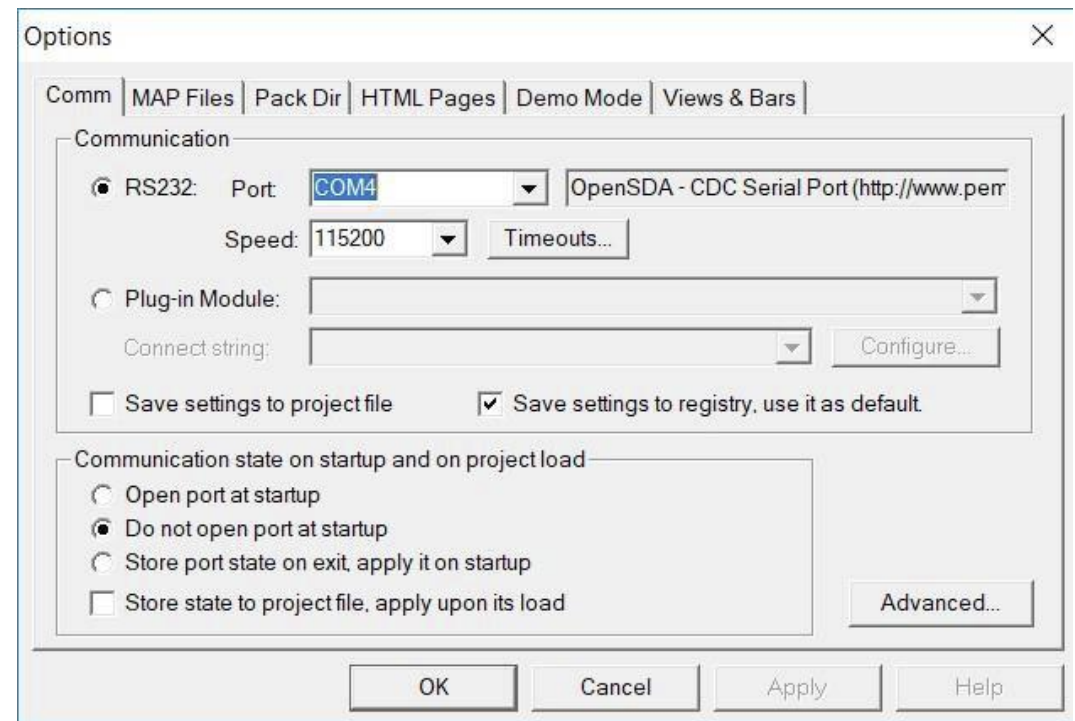 Options
Comm MAP Files Pack Dir HTML Pages Demo Mode Views & Bars
Communication
RS232: Port: COM4 OpenSDA - CDC Serial Port (http://www.pem
Speed: 115200 Timeouts...
Plug-in Module:
Connect string: Configure...
Save settings to project file Save settings to registry, use it as default.
Communication state on startup and on project load
Open port at startup
Do not open port at startup
Store port state on exit, apply it on startup
Store state to project file, apply upon its load Advanced...
OK Cancel Apply Help